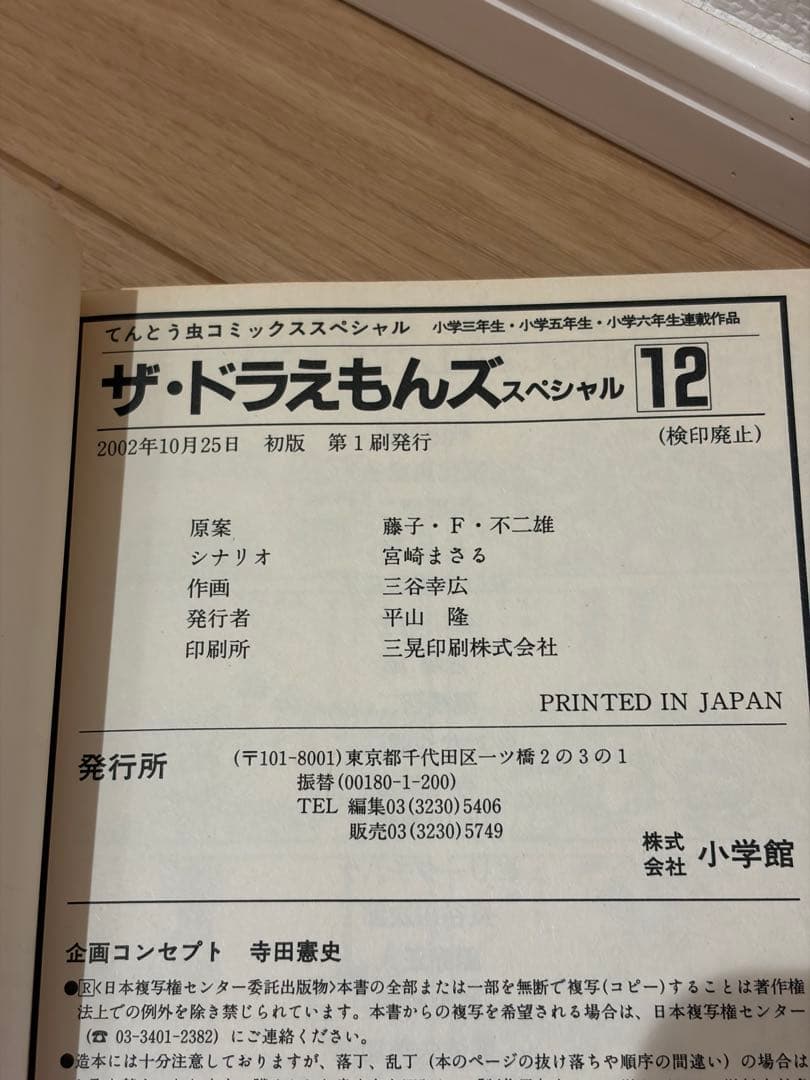 てんとう虫コミックススペシャル 小学三年生・小学五年生・小学六年生連載作品
ザ・ドラえもんズスペシャル 12
2002年10月25日 初版 第1刷発行 (検印廃止)
原案 藤子・F・不二雄
シナリオ 宮崎まさる
作画 三谷幸広
発行者 平山 隆
印刷所 三晃印刷株式会社
PRINTED IN JAPAN
発行所 (〒101-8001)東京都千代田区一ツ橋2の3の1
振替(00180-1-200)
TEL 編集03(3230)5406
販売03(3230)5749
株式会社 小学館
企画コンセプト 寺田憲史
●Ⓡ<日本複写権センター委託出版物>本書の全部または一部を無断で複写(コピー)することは著作権
法上での例外を除き禁じられています。本書からの複写を希望される場合は、日本複写権センター
(☎ 03-3401-2382) にご連絡ください。
●造本には十分注意しておりますが、落丁、乱丁 (本のページの抜け落ちや順序の間違い) の場合は